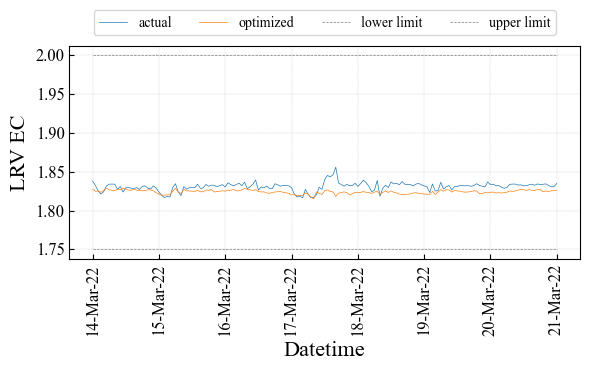 actual optimized lower limit upper limit
2.00
1.95
1.90
1.85
1.80
1.75
LRV EC
14-Mar-22 15-Mar-22 16-Mar-22 17-Mar-22 18-Mar-22 19-Mar-22 20-Mar-22 21-Mar-22
Datetime